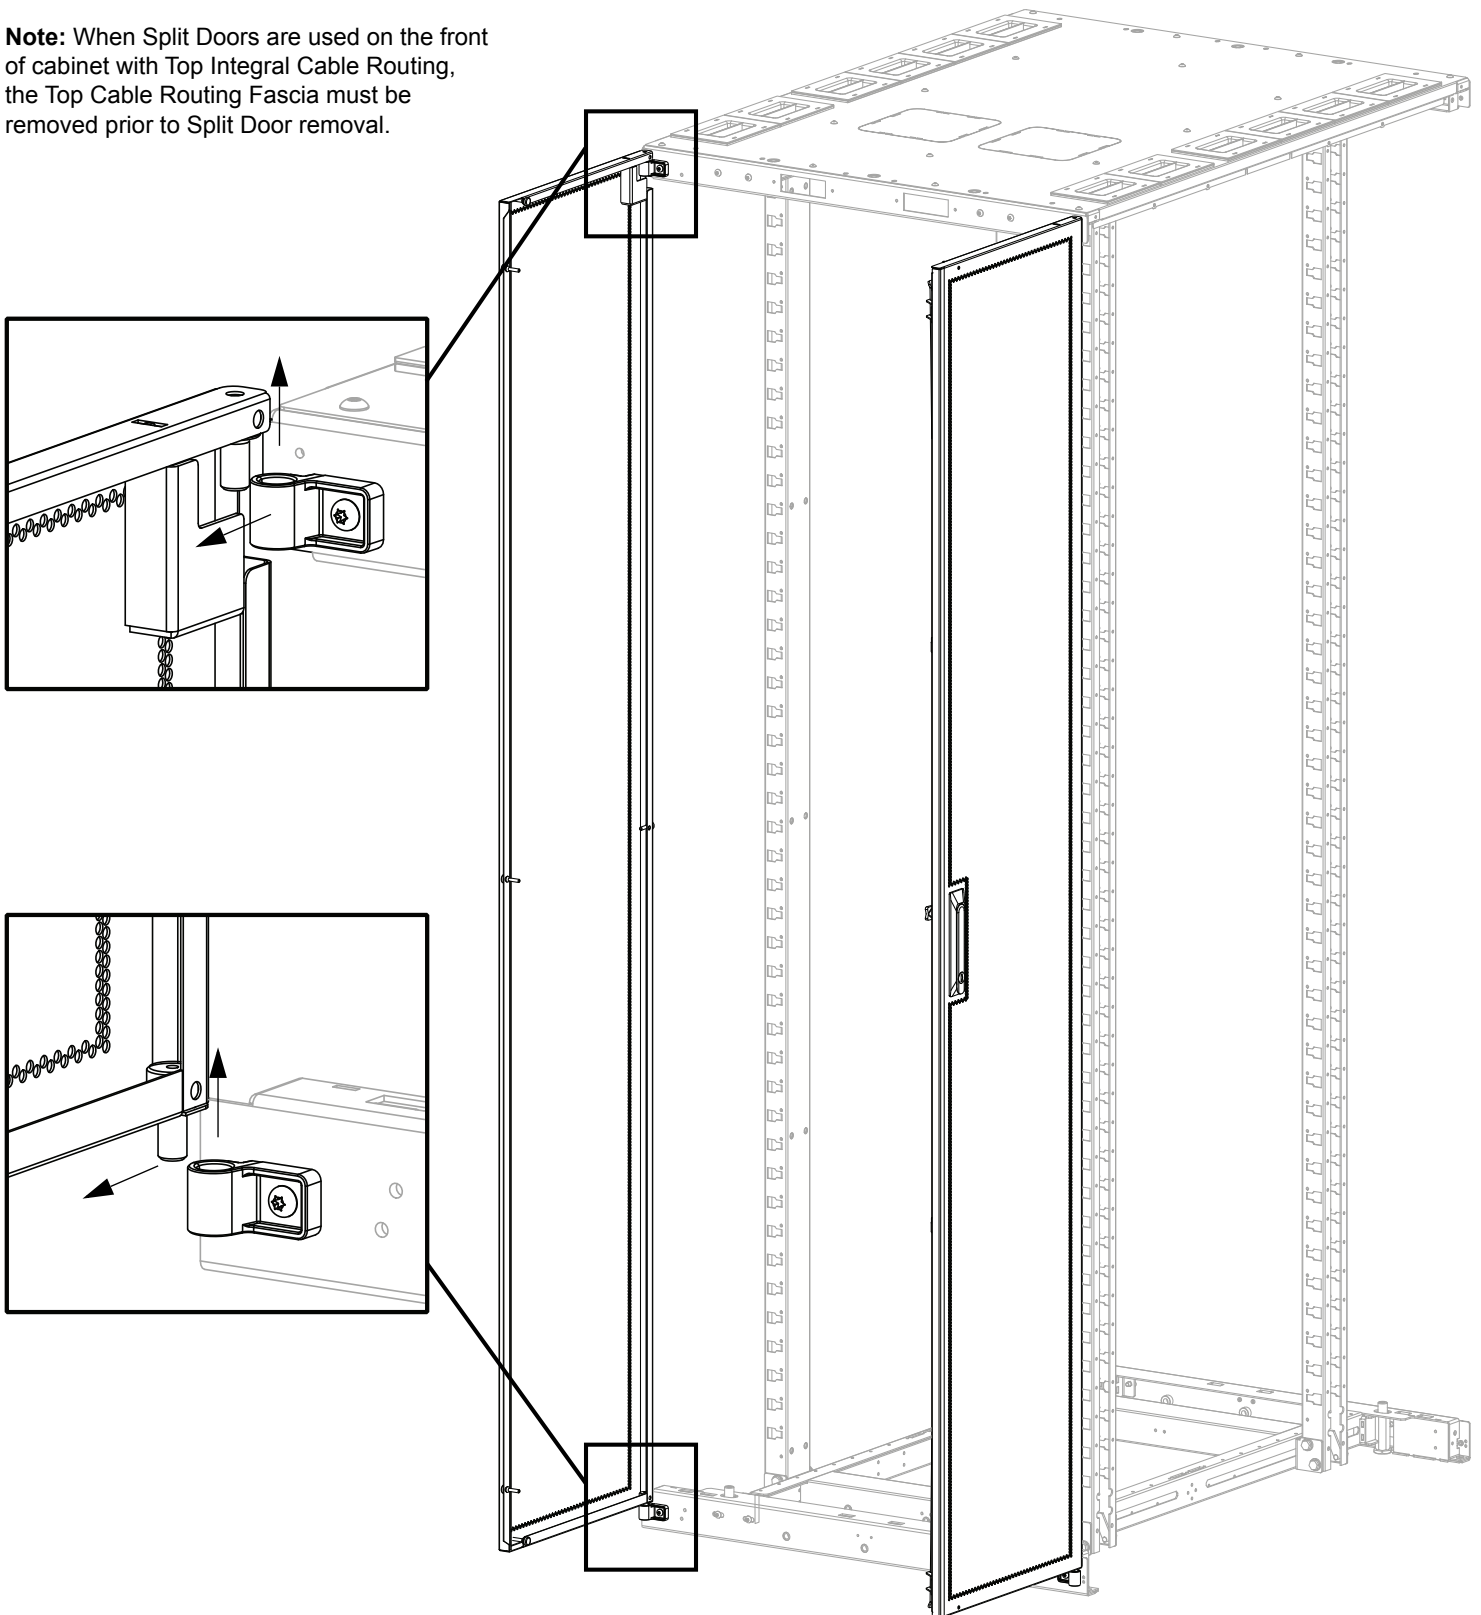 Note: When Split Doors are used on the front
of cabinet with Top Integral Cable Routing,
the Top Cable Routing Fascia must be
removed prior to Split Door removal.